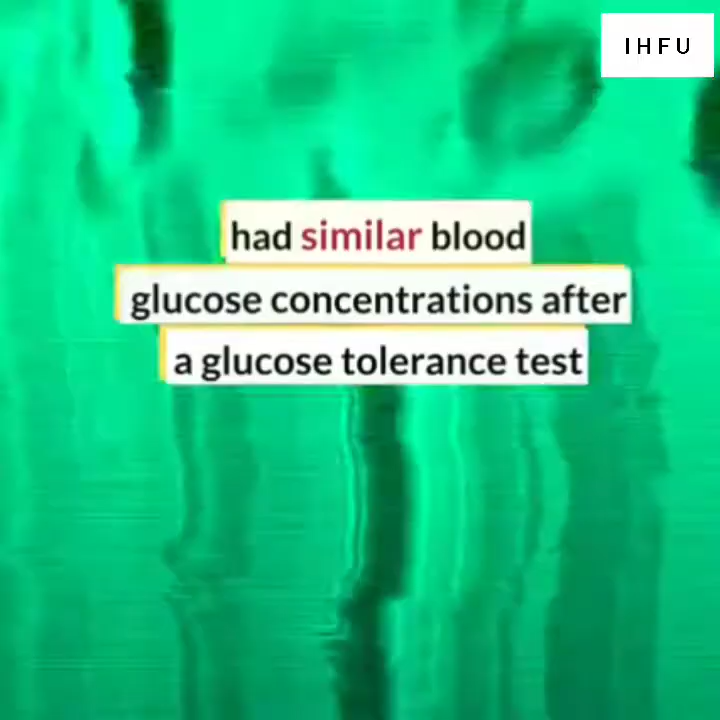 IHFU
had similar blood
glucose concentrations after
a glucose tolerance test